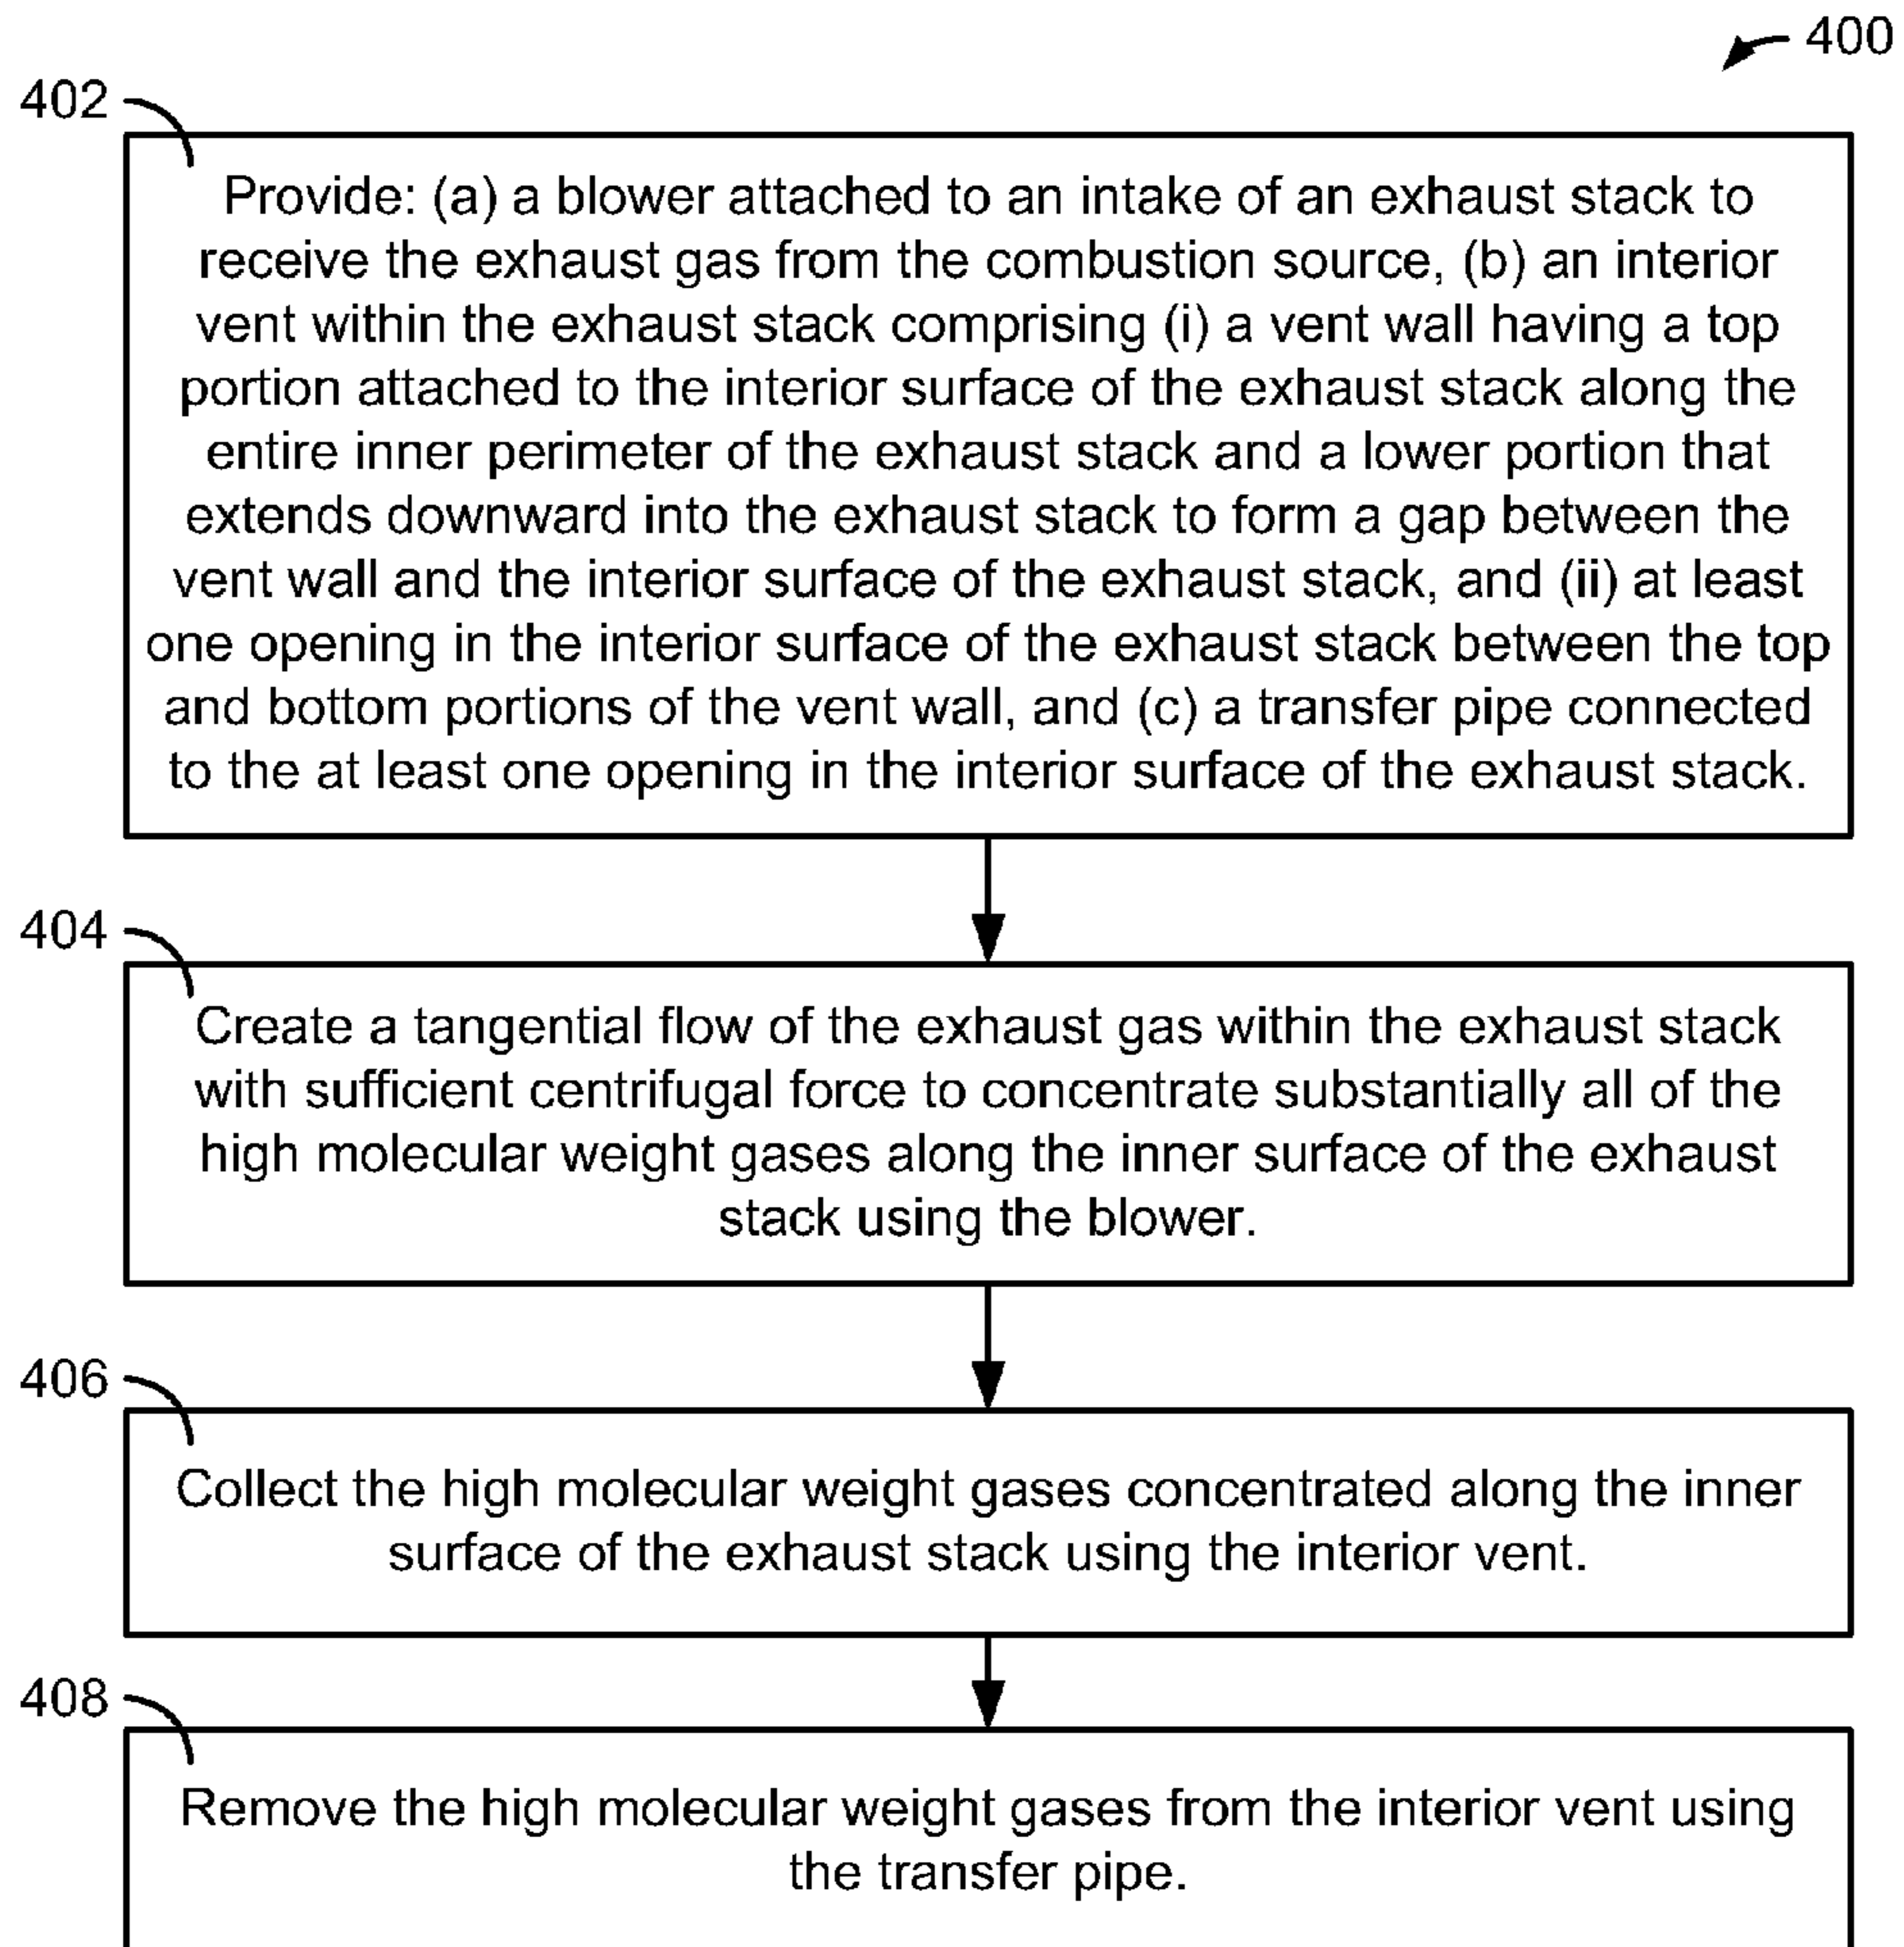 400
402
Provide: (a) a blower attached to an intake of an exhaust stack to
receive the exhaust gas from the combustion source, (b) an interior
vent within the exhaust stack comprising (i) a vent wall having a top
portion attached to the interior surface of the exhaust stack along the
entire inner perimeter of the exhaust stack and a lower portion that
extends downward into the exhaust stack to form a gap between the
vent wall and the interior surface of the exhaust stack, and (ii) at least
one opening in the interior surface of the exhaust stack between the top
and bottom portions of the vent wall, and (c) a transfer pipe connected
to the at least one opening in the interior surface of the exhaust stack.
404
Create a tangential flow of the exhaust gas within the exhaust stack
with sufficient centrifugal force to concentrate substantially all of the
high molecular weight gases along the inner surface of the exhaust
stack using the blower.
406
Collect the high molecular weight gases concentrated along the inner
surface of the exhaust stack using the interior vent.
408
Remove the high molecular weight gases from the interior vent using
the transfer pipe.